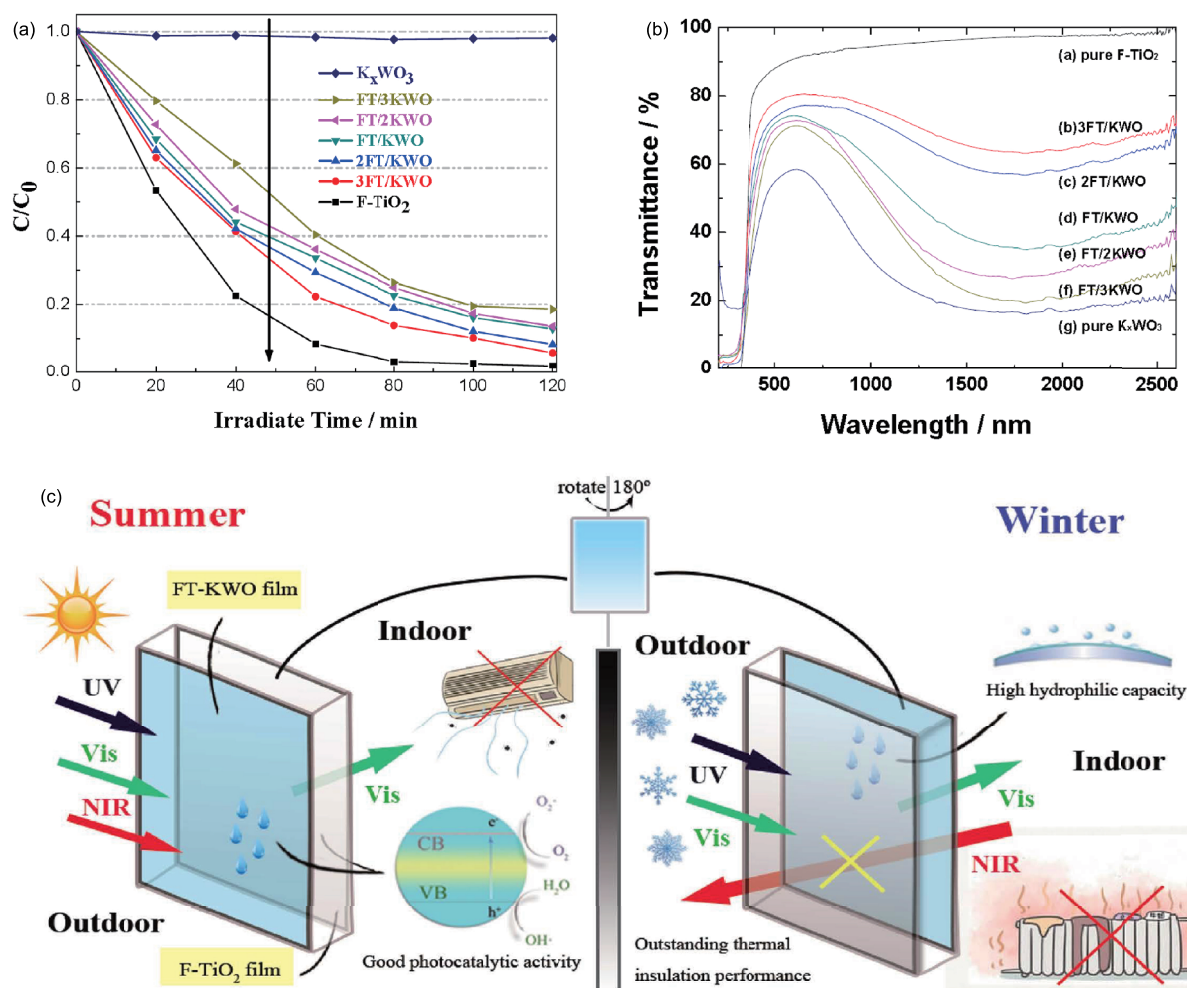 (a)
1.0
0.8
0.6
0.4
0.2
0.0
C/C₀
KₓWO₃
FT/3KWO
FT/2KWO
FT/KWO
2FT/KWO
3FT/KWO
F-TiO₂
0 20 40 60 80 100 120
Irradiate Time / min
(b)
100
80
60
40
20
0
Transmittance / %
(a) pure F-TiO₂
(b)3FT/KWO
(c) 2FT/KWO
(d) FT/KWO
(e) FT/2KWO
(f) FT/3KWO
(g) pure KₓWO₃
500 1000 1500 2000 2500
Wavelength / nm
(c)
Summer
FT-KWO film
Indoor
UV
Vis
NIR
Vis
Outdoor
F-TiO₂ film
CB
VB
e⁻
h⁺
O₂⁻
O₂
H₂O
OH·
Good photocatalytic activity
rotate 180°
Winter
Outdoor
High hydrophilic capacity
UV
Vis
Indoor
Vis
NIR
Outstanding thermal
insulation performance